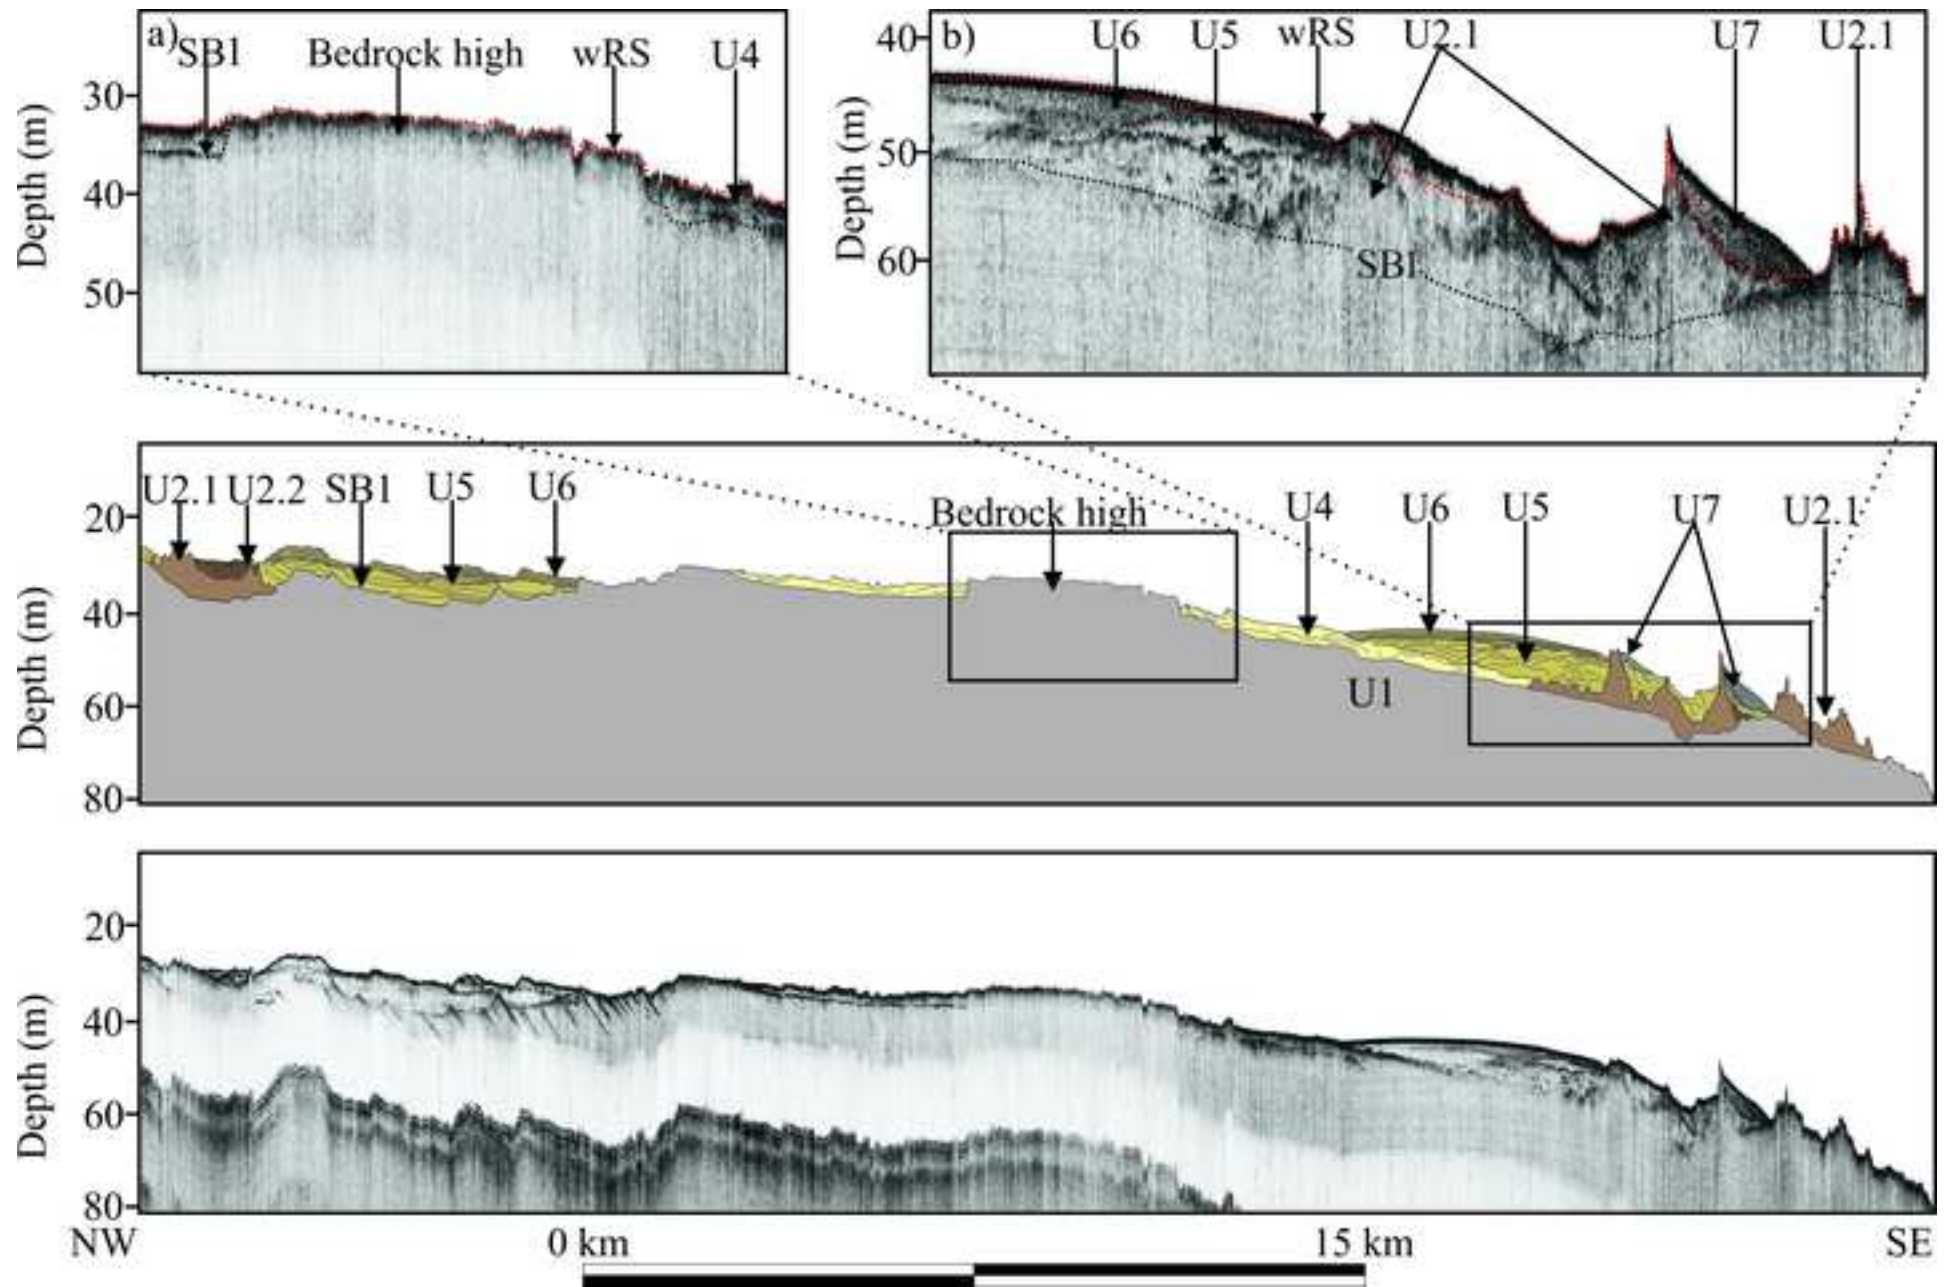 a) SB1 Bedrock high wRS U4
30
40
50
Depth (m)
b) U6 U5 wRS U2.1 U7 U2.1
40
50
60
Depth (m)
SB1
U2.1 U2.2 SB1 U5 U6 Bedrock high U4 U6 U5 U7 U2.1
20
40
60
80
Depth (m)
U1
20
40
60
80
Depth (m)
NW 0 km 15 km SE